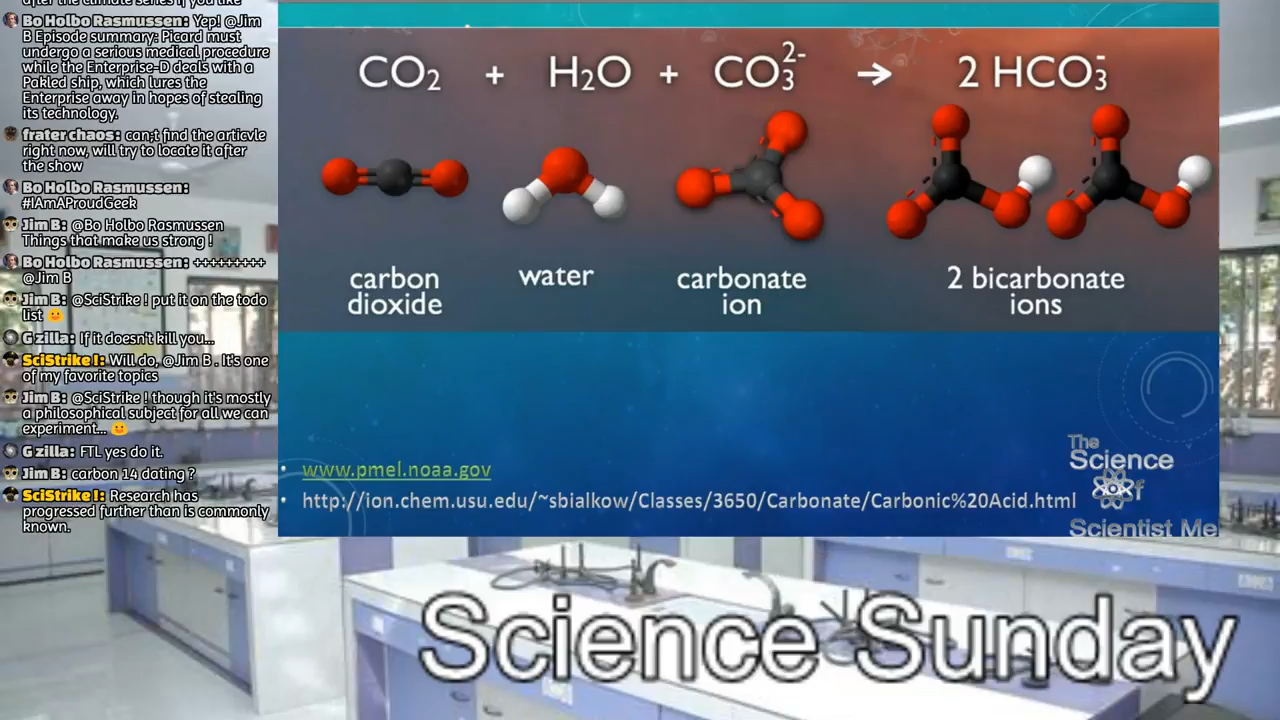 after the climate series if you like
Bo Holbo Rasmussen: Yep! @Jim
B Episode summary: Picard must
undergo a serious medical procedure
while the Enterprise-D deals with a
Pakled ship, which lures the
Enterprise away in hopes of stealing
its technology.
frater chaos: can;t find the articvle
right now, will try to locate it after
the show
Bo Holbo Rasmussen:
#IAmAProudGeek
Jim B: @Bo Holbo Rasmussen
Things that make us strong !
Bo Holbo Rasmussen: +++++++++
@Jim B
Jim B: @SciStrike ! put it on the todo
list 🙂
G zilla: If it doesn't kill you...
SciStrike !: Will do, @Jim B . It's one
of my favorite topics
Jim B: @SciStrike ! though it's mostly
a philosophical subject for all we can
experiment... 🙂
G zilla: FTL yes do it.
Jim B: carbon 14 dating ?
SciStrike !: Research has
progressed further than is commonly
known.
CO₂ + H₂O + CO₃²⁻ → 2 HCO₃⁻
carbon
dioxide
water
carbonate
ion
2 bicarbonate
ions
• www.pmel.noaa.gov
• http://ion.chem.usu.edu/~sbialkow/Classes/3650/Carbonate/Carbonic%20Acid.html
The
Science
of
Scientist Me
Science Sunday